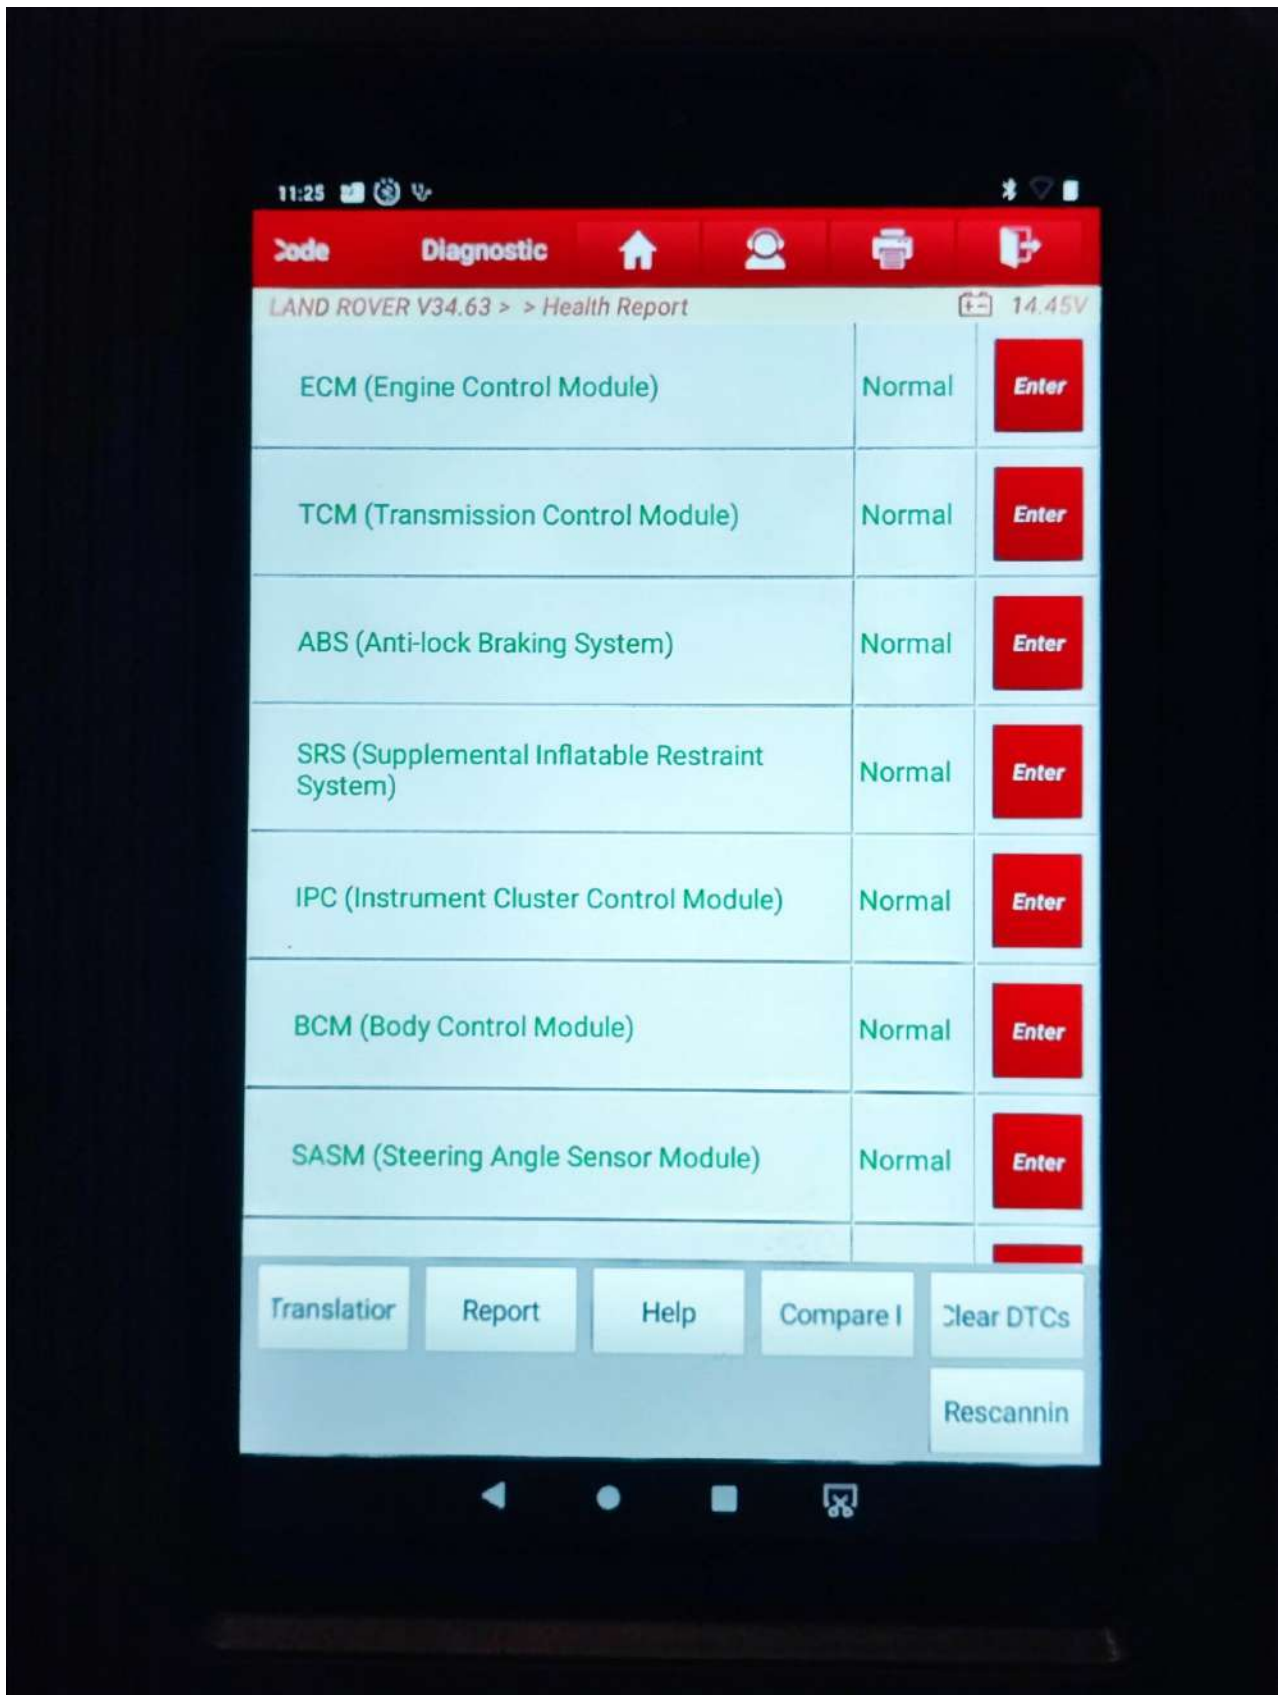 11:25
Code Diagnostic
LAND ROVER V34.63 > > Health Report 14.45V
ECM (Engine Control Module) Normal Enter
TCM (Transmission Control Module) Normal Enter
ABS (Anti-lock Braking System) Normal Enter
SRS (Supplemental Inflatable Restraint
System) Normal Enter
IPC (Instrument Cluster Control Module) Normal Enter
BCM (Body Control Module) Normal Enter
SASM (Steering Angle Sensor Module) Normal Enter
Translation Report Help Compare Clear DTCs
Rescannin